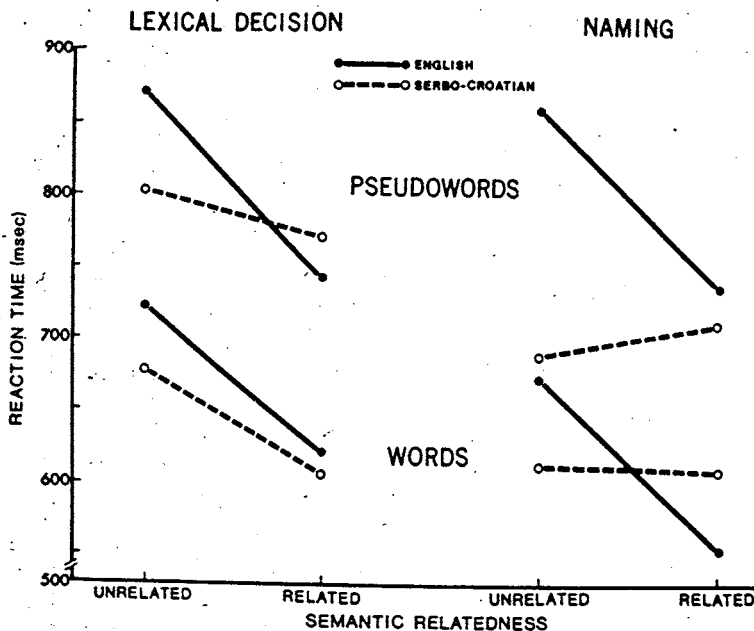 LEXICAL DECISION
NAMING
ENGLISH
SERBO-CROATIAN
PSEUDOWORDS
WORDS
REACTION TIME (msec)
900
800
700
600
500
UNRELATED RELATED UNRELATED RELATED
SEMANTIC RELATEDNESS